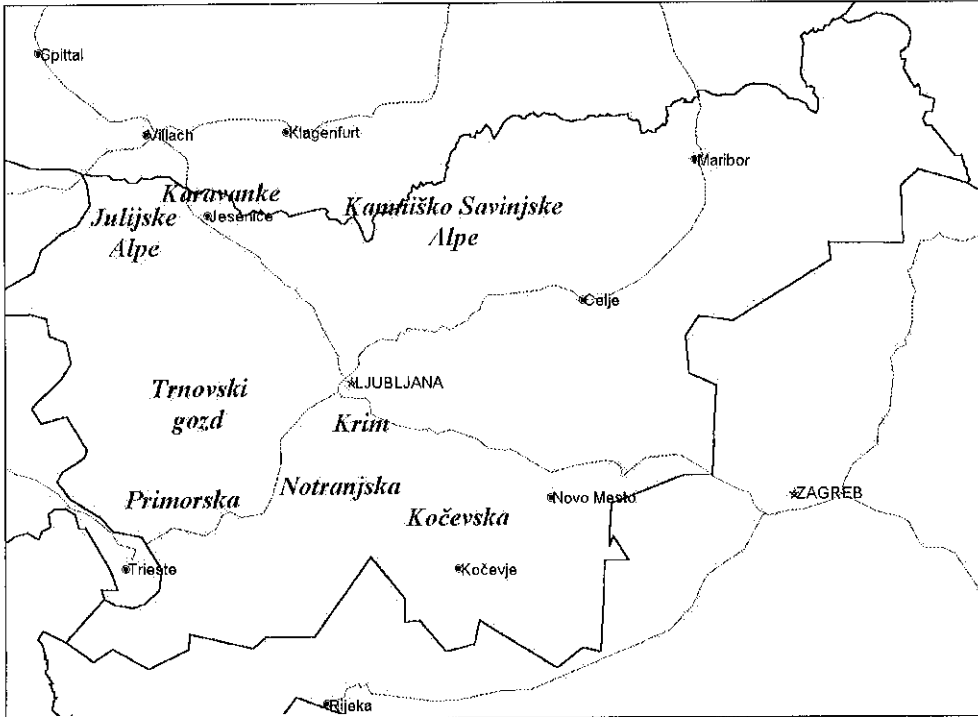 Spittal
Villach
Klagenfurt
Maribor
Karavanke
Jesenice
Julijske
Alpe
Kamniško Savinjske
Alpe
Celje
LJUBLJANA
Trnovski
gozd
Krim
Primorska
Notranjska
Novo Mesto
ZAGREB
Kočevska
Trieste
Kočevje
Rijeka